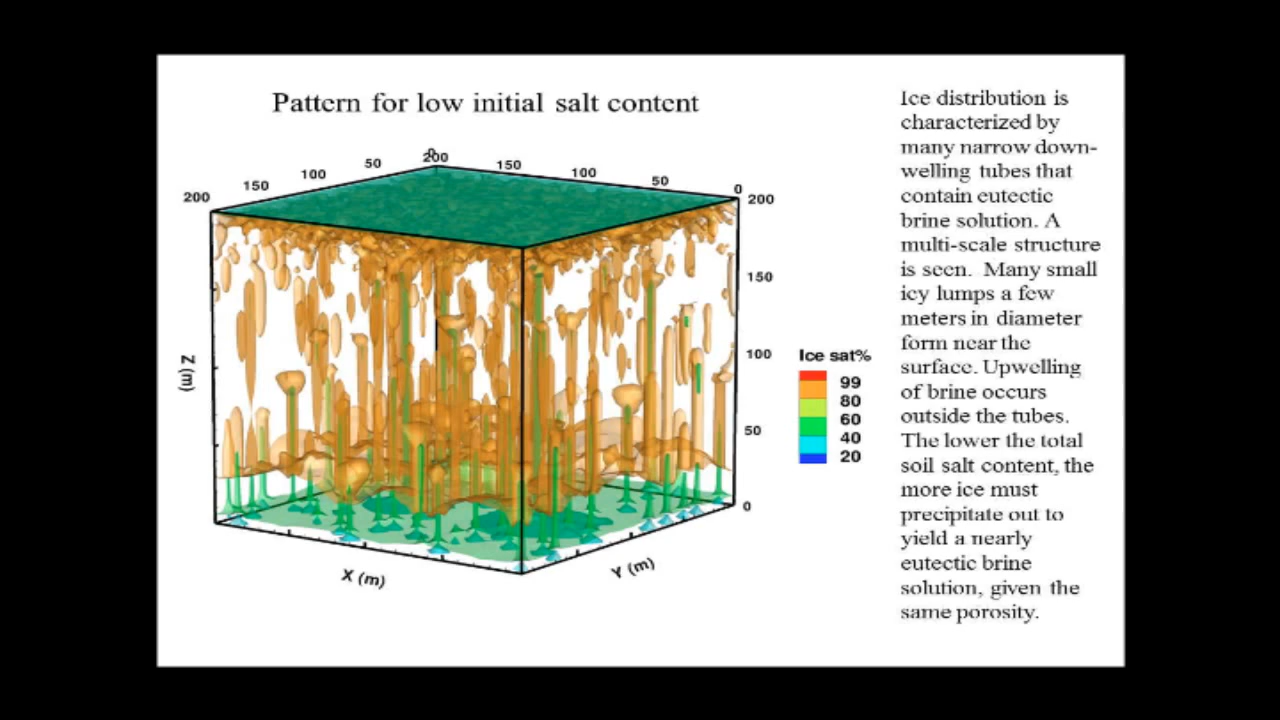 Pattern for low initial salt content
0
200
50
150
100
100
150
50
200
0
200
150
Z (m)
100
50
0
X (m)
Y (m)
Ice sat%
99
80
60
40
20
Ice distribution is
characterized by
many narrow down-
welling tubes that
contain eutectic
brine solution. A
multi-scale structure
is seen. Many small
icy lumps a few
meters in diameter
form near the
surface. Upwelling
of brine occurs
outside the tubes.
The lower the total
soil salt content, the
more ice must
precipitate out to
yield a nearly
eutectic brine
solution, given the
same porosity.